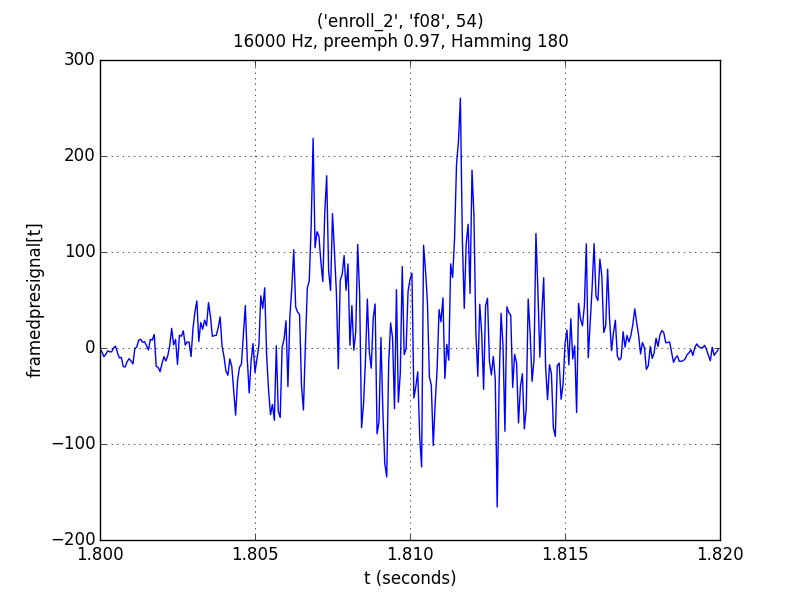 ('enroll_2', 'f08', 54)
16000 Hz, preemph 0.97, Hamming 180
300
200
100
0
−100
−200
framedpresignal[t]
1.800 1.805 1.810 1.815 1.820
t (seconds)